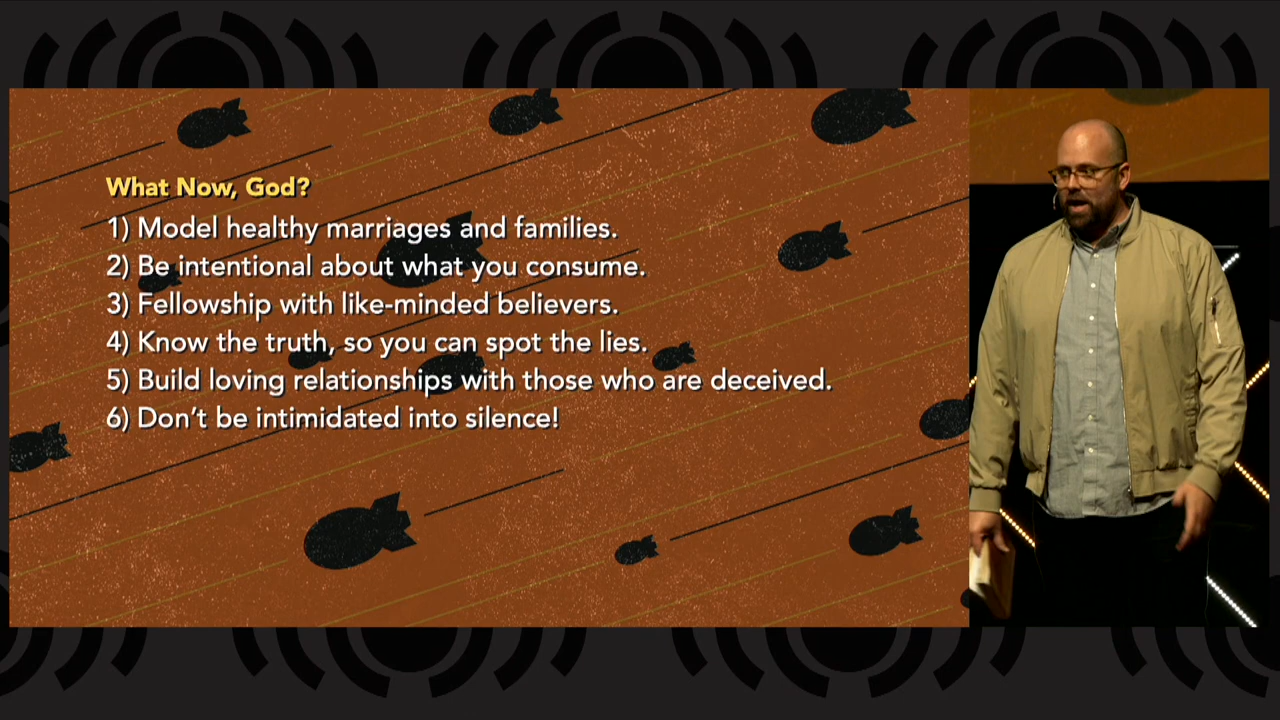 What Now, God?
1) Model healthy marriages and families.
2) Be intentional about what you consume.
3) Fellowship with like-minded believers.
4) Know the truth, so you can spot the lies.
5) Build loving relationships with those who are deceived.
6) Don't be intimidated into silence!